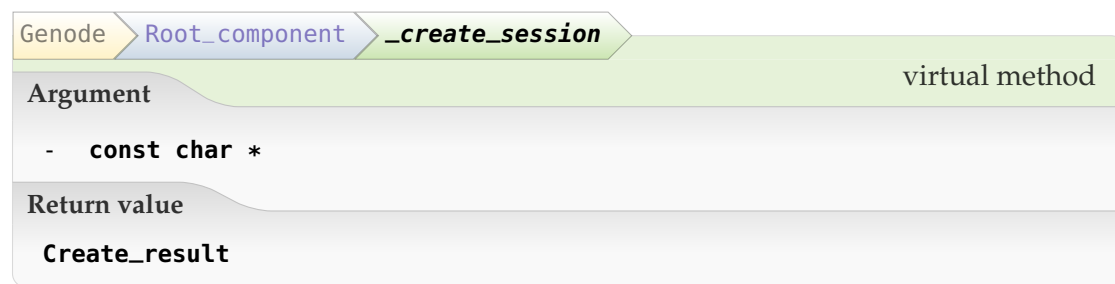 Genode Root_component _create_session
virtual method
Argument
- const char *
Return value
Create_result